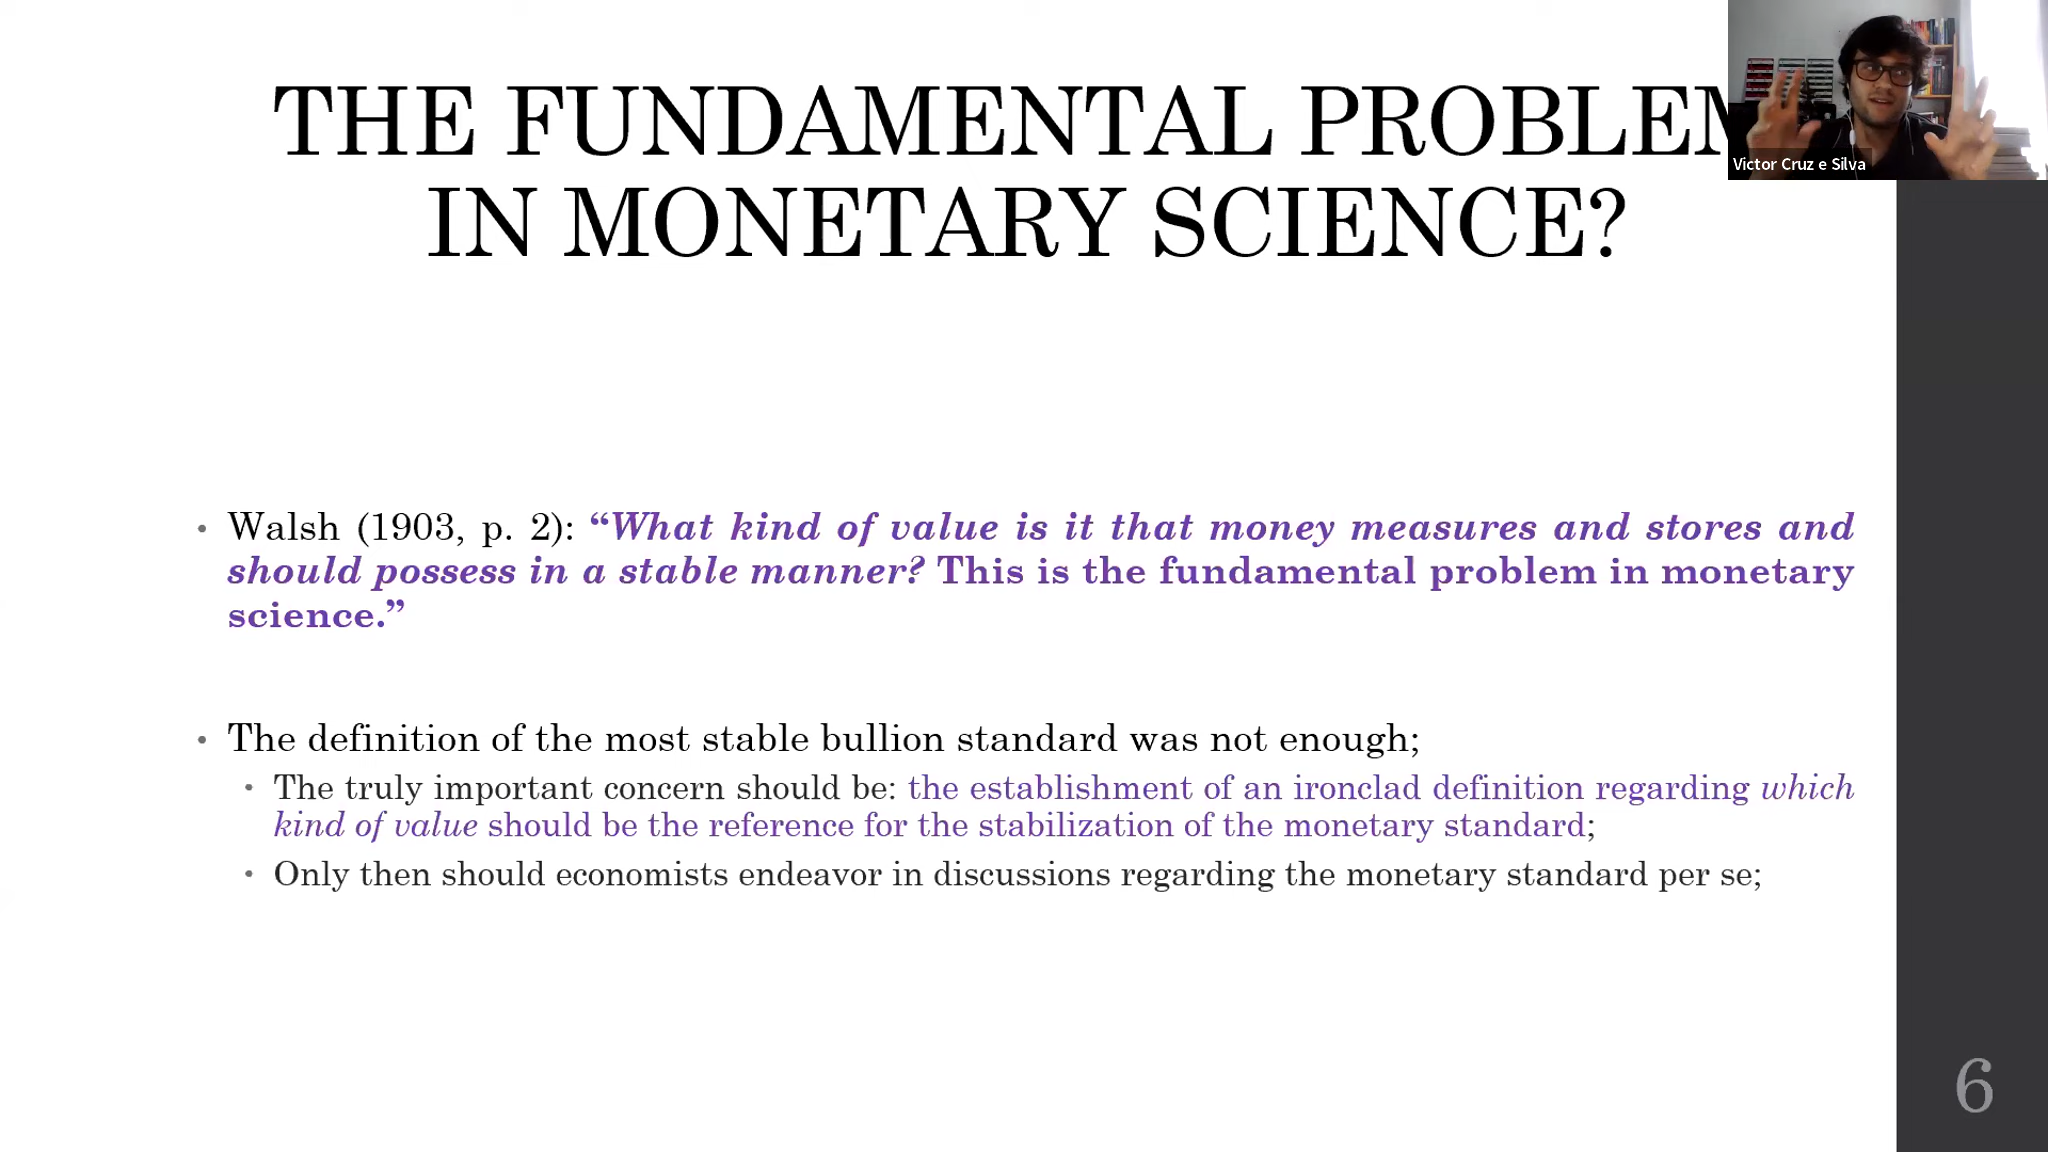 THE FUNDAMENTAL PROBLEM
IN MONETARY SCIENCE?
Victor Cruz e Silva
• Walsh (1903, p. 2): “What kind of value is it that money measures and stores and
should possess in a stable manner? This is the fundamental problem in monetary
science.”
• The definition of the most stable bullion standard was not enough;
• The truly important concern should be: the establishment of an ironclad definition regarding which
kind of value should be the reference for the stabilization of the monetary standard;
• Only then should economists endeavor in discussions regarding the monetary standard per se;
6